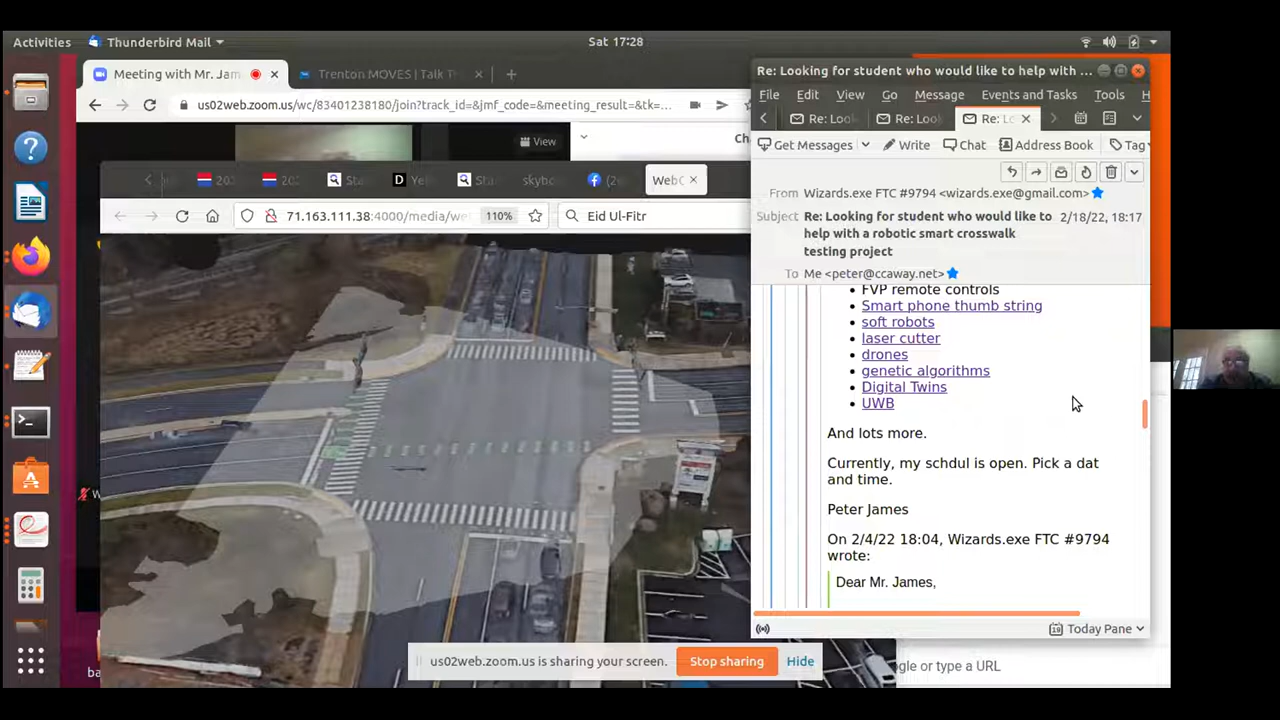 Activities
Thunderbird Mail
Sat 17:28
Meeting with Mr. Jam
Trenton MOVES | Talk T
us02web.zoom.us/wc/83401238180/join?track_id=&jmf_code=&meeting_result=&tk=...
View
Cha
Sta
D
Yel
Sta
skybo
(2
WebC
71.163.111.38:4000/media/we
110%
Eid Ul-Fitr
Re: Looking for student who would like to help with ...
File
Edit
View
Go
Message
Events and Tasks
Tools
H
Re: Look
Re: Look
Re: Lo
Get Messages
Write
Chat
Address Book
Tag
From Wizards.exe FTC #9794 <wizards.exe@gmail.com>
Subject Re: Looking for student who would like to 2/18/22, 18:17
help with a robotic smart crosswalk
testing project
To Me <peter@ccaway.net>
• FVP remote controls
• Smart phone thumb string
• soft robots
• laser cutter
• drones
• genetic algorithms
• Digital Twins
• UWB
And lots more.
Currently, my schdul is open. Pick a dat
and time.
Peter James
On 2/4/22 18:04, Wizards.exe FTC #9794
wrote:
Dear Mr. James,
Today Pane
us02web.zoom.us is sharing your screen.
Stop sharing
Hide
gle or type a URL
ba